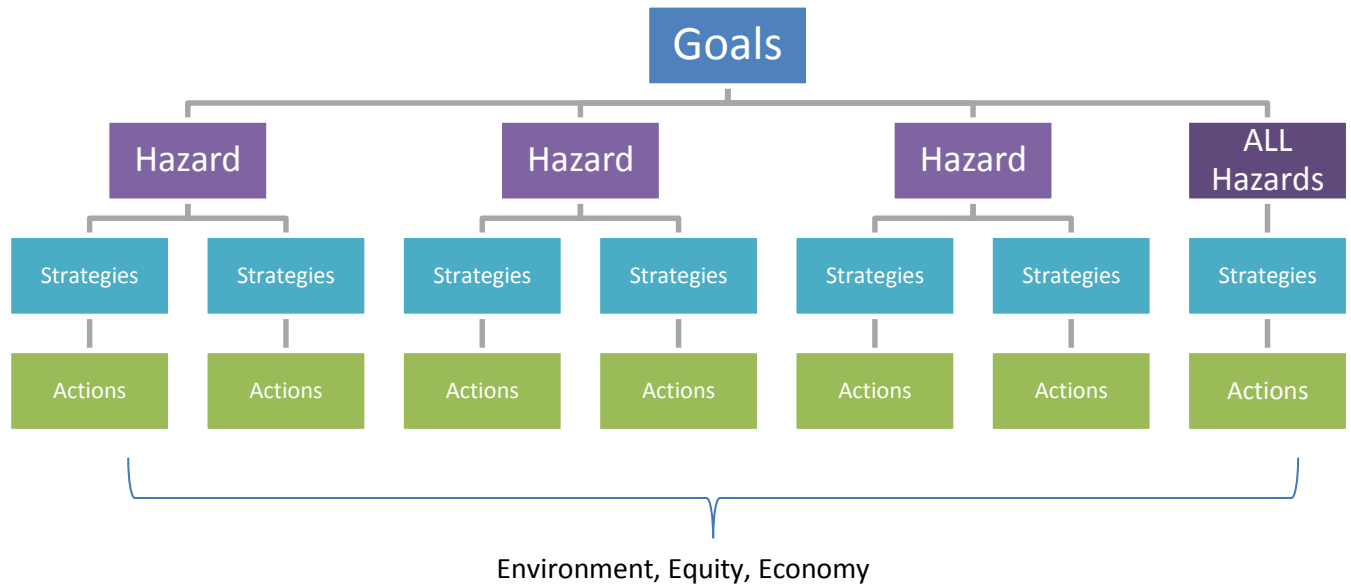 Goals
Hazard
Hazard
Hazard
ALL
Hazards
Strategies
Strategies
Strategies
Strategies
Strategies
Strategies
Strategies
Actions
Actions
Actions
Actions
Actions
Actions
Actions
Environment, Equity, Economy